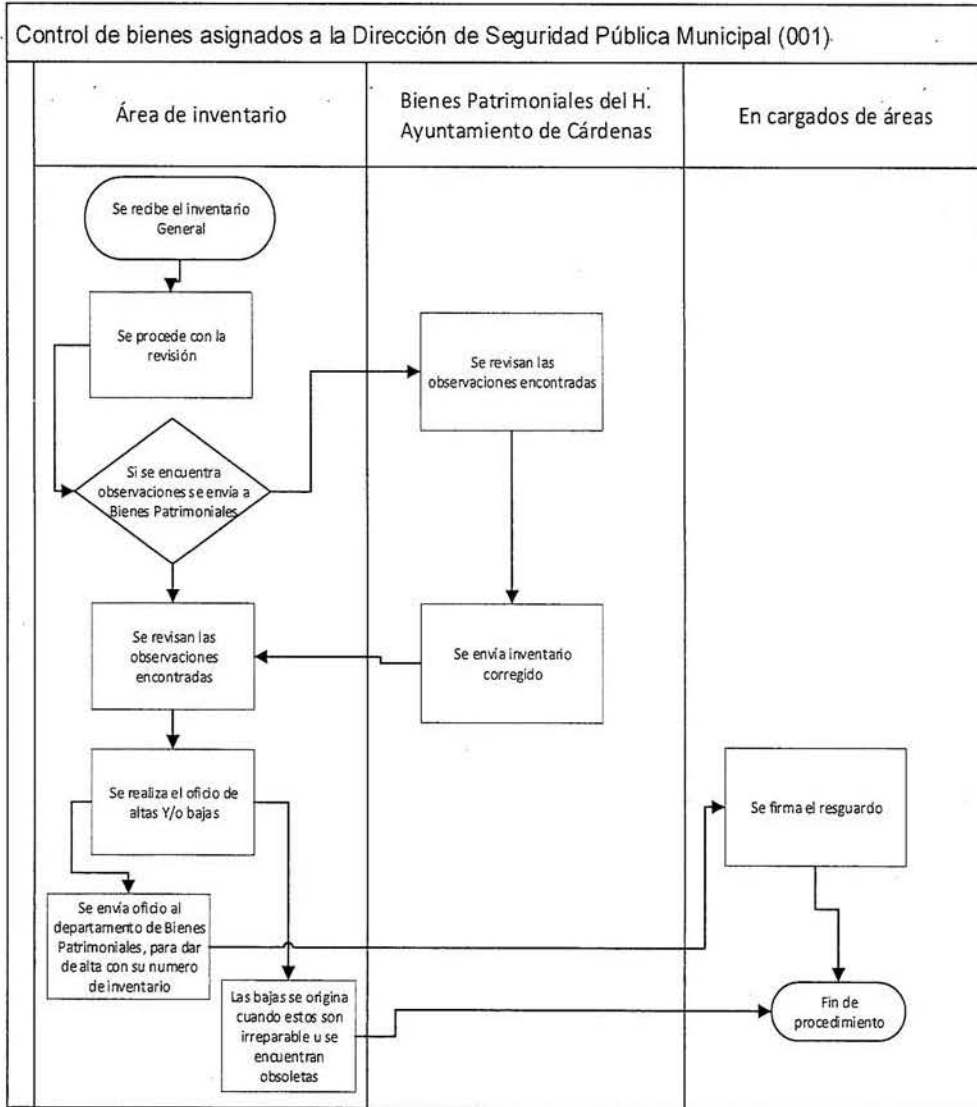 Control de bienes asignados a la Dirección de Seguridad Pública Municipal (001)
Área de inventario
Bienes Patrimoniales del H.
Ayuntamiento de Cárdenas
En cargados de áreas
Se recibe el inventario
General
Se procede con la
revisión
Se revisan las
observaciones encontradas
Si se encuentra
observaciones se envía a
Bienes Patrimoniales
Se revisan las
observaciones
encontradas
Se envía inventario
corregido
Se realiza el oficio de
altas Y/o bajas
Se firma el resguardo
Se envía oficio al
departamento de Bienes
Patrimoniales, para dar
de alta con su numero
de inventario
Las bajas se origina
cuando estos son
irreparable u se
encuentran
obsoletas
Fin de
procedimiento